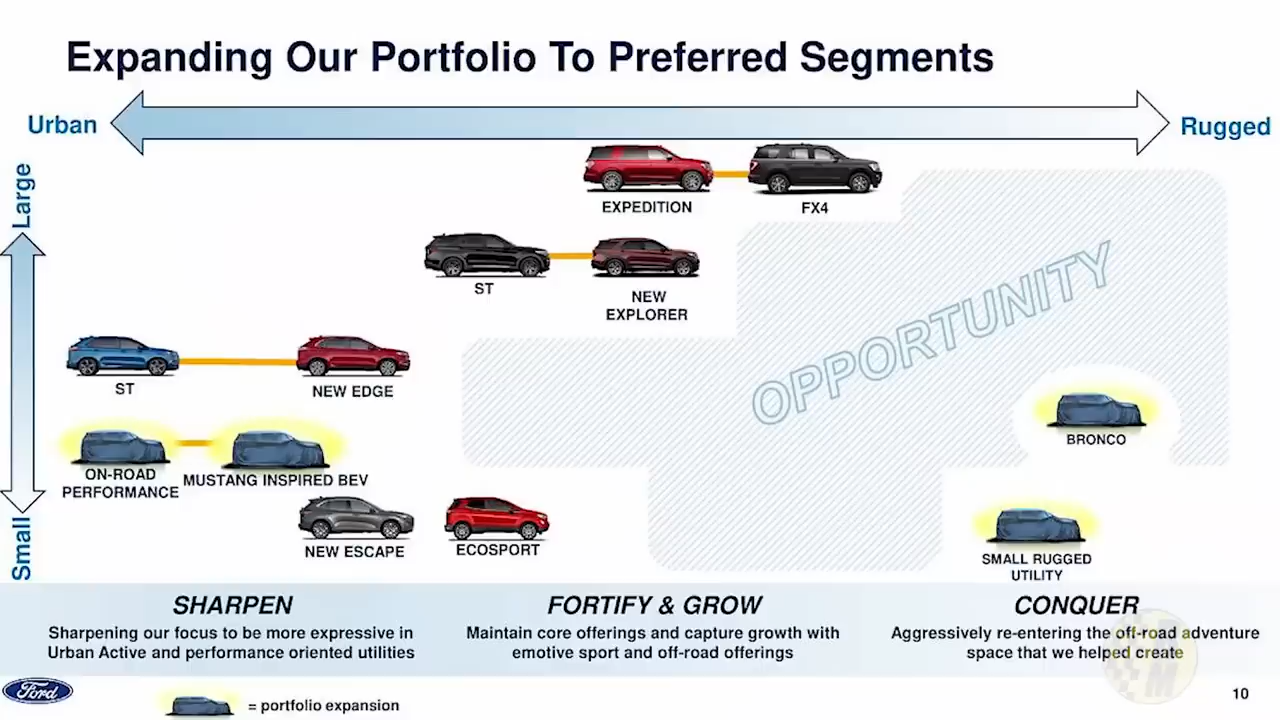 Expanding Our Portfolio To Preferred Segments
Urban
Rugged
Large
EXPEDITION
FX4
ST
NEW
EXPLORER
OPPORTUNITY
ST
NEW EDGE
BRONCO
ON-ROAD
PERFORMANCE
MUSTANG INSPIRED BEV
Small
NEW ESCAPE
ECOSPORT
SMALL RUGGED
UTILITY
SHARPEN
Sharpening our focus to be more expressive in
Urban Active and performance oriented utilities
FORTIFY & GROW
Maintain core offerings and capture growth with
emotive sport and off-road offerings
CONQUER
Aggressively re-entering the off-road adventure
space that we helped create
Ford
= portfolio expansion
M
10